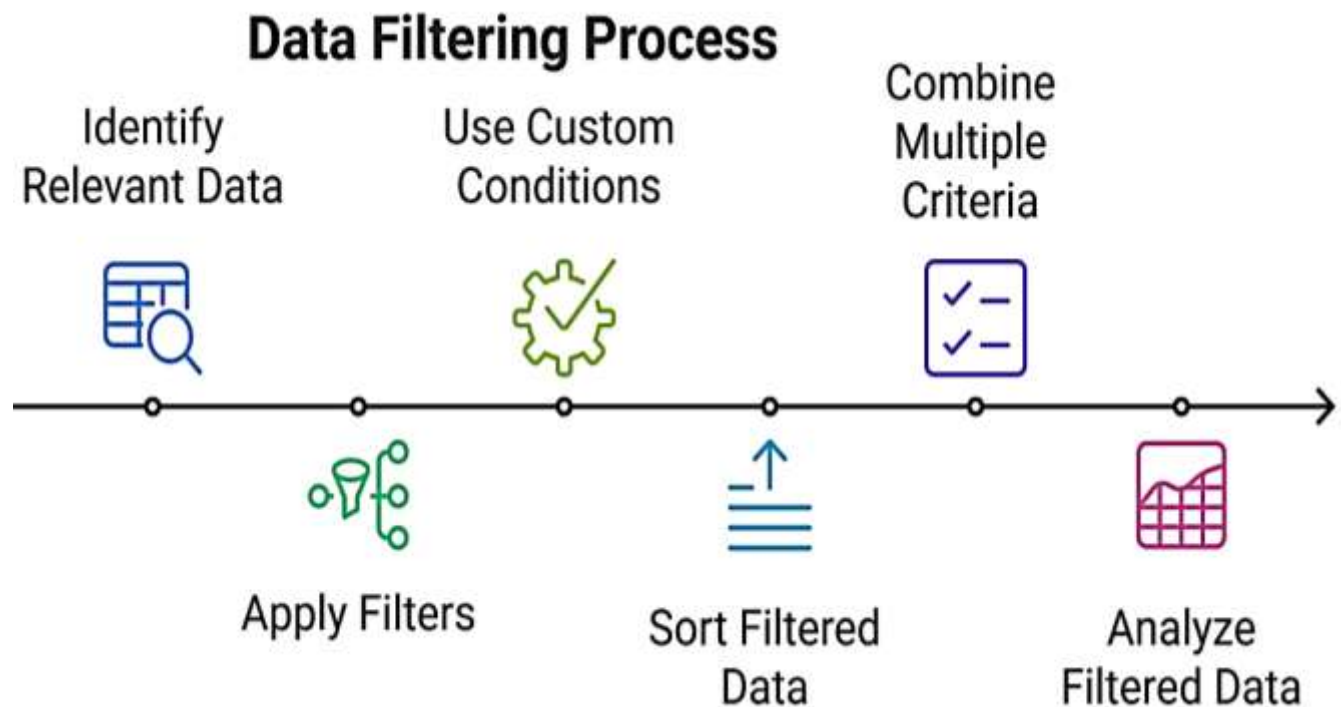 Data Filtering Process
Identify
Relevant Data
Apply Filters
Use Custom
Conditions
Sort Filtered
Data
Combine
Multiple
Criteria
Analyze
Filtered Data